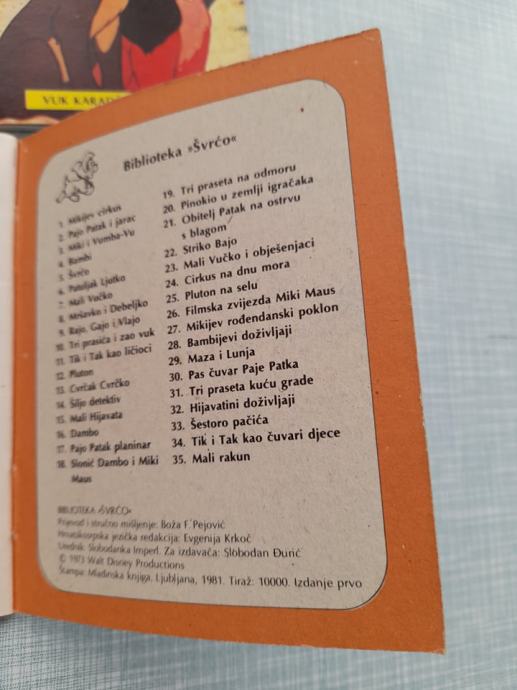 VUK KARAD
Biblioteka »Švrćo«
1. Mikijev cirkus
2. Pajo Patak i jarac
3. Miki i Vumba-Vu
4. Bambi
5. Švrćo
6. Patuljak Ljutko
7. Mali Vučko
8. Mršavko i Debeljko
9. Rajo, Gajo i Vlajo
10. Tri prasića i zao vuk
11. Tik i Tak kao ličioci
12. Pluton
13. Cvrčak Cvrčko
14. Šiljo detektiv
15. Mali Hijavata
16. Dambo
17. Pajo Patak planinar
18. Slonić Dambo i Miki
Maus
19. Tri praseta na odmoru
20. Pinokio u zemlji igračaka
21. Obitelj Patak na ostrvu
s blagom
22. Striko Bajo
23. Mali Vučko i obješenjaci
24. Cirkus na dnu mora
25. Pluton na selu
26. Filmska zvijezda Miki Maus
27. Mikijev rođendanski poklon
28. Bambijevi doživljaji
29. Maza i Lunja
30. Pas čuvar Paje Patka
31. Tri praseta kuću grade
32. Hijavatini doživljaji
33. Šestoro pačića
34. Tik i Tak kao čuvari djece
35. Mali rakun
BIBLIOTEKA »ŠVRĆO«
Prijevod i stručno mišljenje: Boža F. Pejović
Hrvatskosrpska jezička redakcija: Evgenija Krkoč
Urednik: Slobodanka Imperl. Za izdavača: Slobodan Đurić
© 1973 Walt Disney Productions
Štampa: Mladinska knjiga, Ljubljana, 1981. Tiraž: 10000. Izdanje prvo